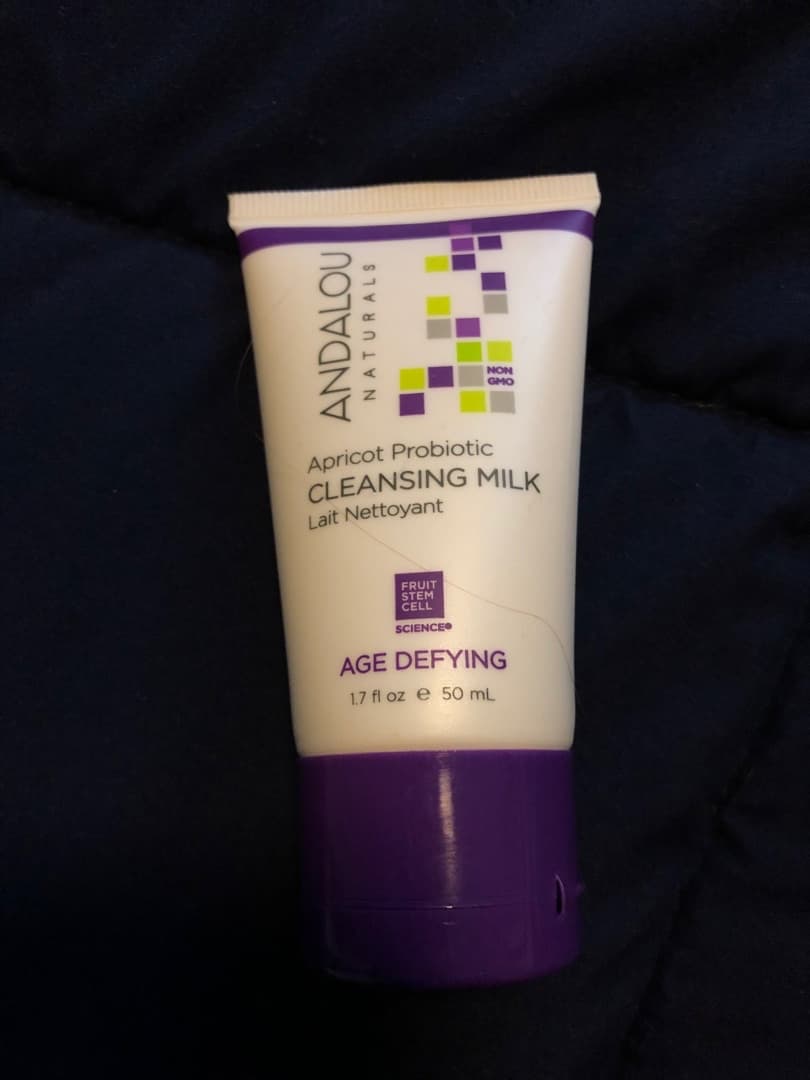 ANDALOU
NATURALS
NON
GMO
Apricot Probiotic
CLEANSING MILK
Lait Nettoyant
FRUIT
STEM
CELL
SCIENCE
AGE DEFYING
1.7 fl oz e 50 mL